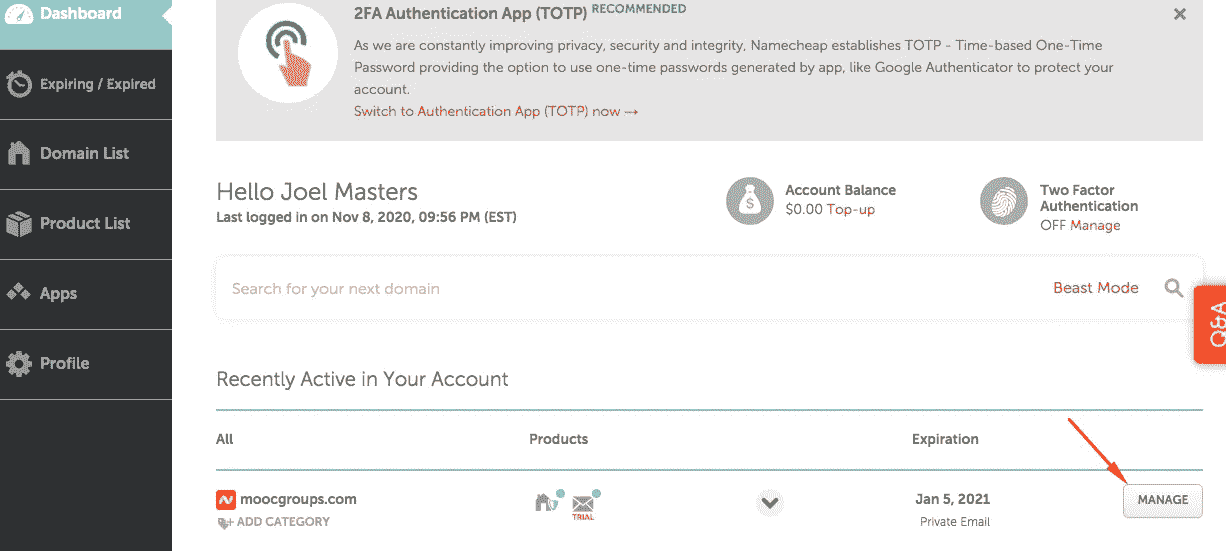 Dashboard
Expiring / Expired
Domain List
Product List
Apps
Profile
2FA Authentication App (TOTP) RECOMMENDED
As we are constantly improving privacy, security and integrity, Namecheap establishes TOTP - Time-based One-Time
Password providing the option to use one-time passwords generated by app, like Google Authenticator to protect your
account.
Switch to Authentication App (TOTP) now →
Hello Joel Masters
Last logged in on Nov 8, 2020, 09:56 PM (EST)
Account Balance
$0.00 Top-up
Two Factor
Authentication
OFF Manage
Search for your next domain
Beast Mode
Q&A
Recently Active in Your Account
All Products Expiration
moocgroups.com
TRIAL
Jan 5, 2021
MANAGE
ADD CATEGORY
Private Email